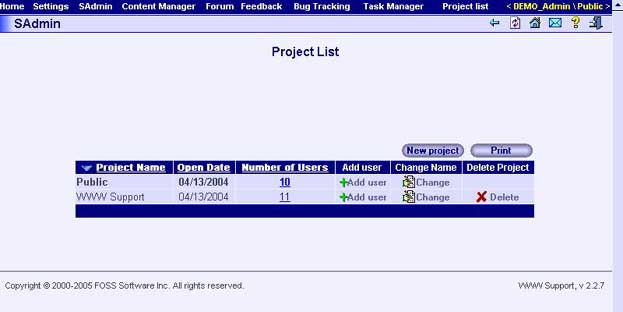 Home Settings SAdmin Content Manager Forum Feedback Bug Tracking Task Manager Project list < DEMO_Admin \ Public >
SAdmin
Project List
New project Print
Project Name Open Date Number of Users Add user Change Name Delete Project
Public 04/13/2004 10 Add user Change
WWW Support 04/13/2004 11 Add user Change Delete
Copyright © 2000-2005 FOSS Software Inc. All rights reserved. WWW Support, v 2.2.7